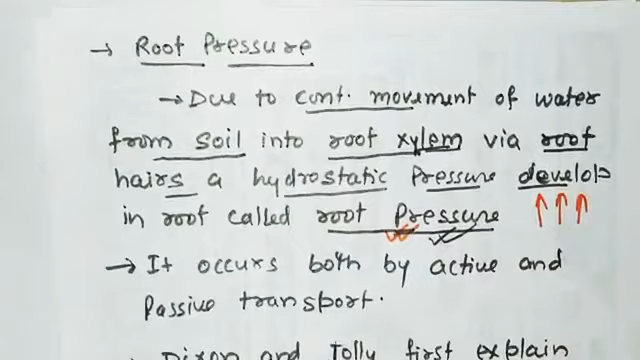 → Root Pressure
→ Due to cont. movement of water
from soil into root xylem via root
hairs a hydrostatic Pressure develop
in root called root Pressure
→ It occurs both by active and
Passive transport.
Dixon and Jolly first explain